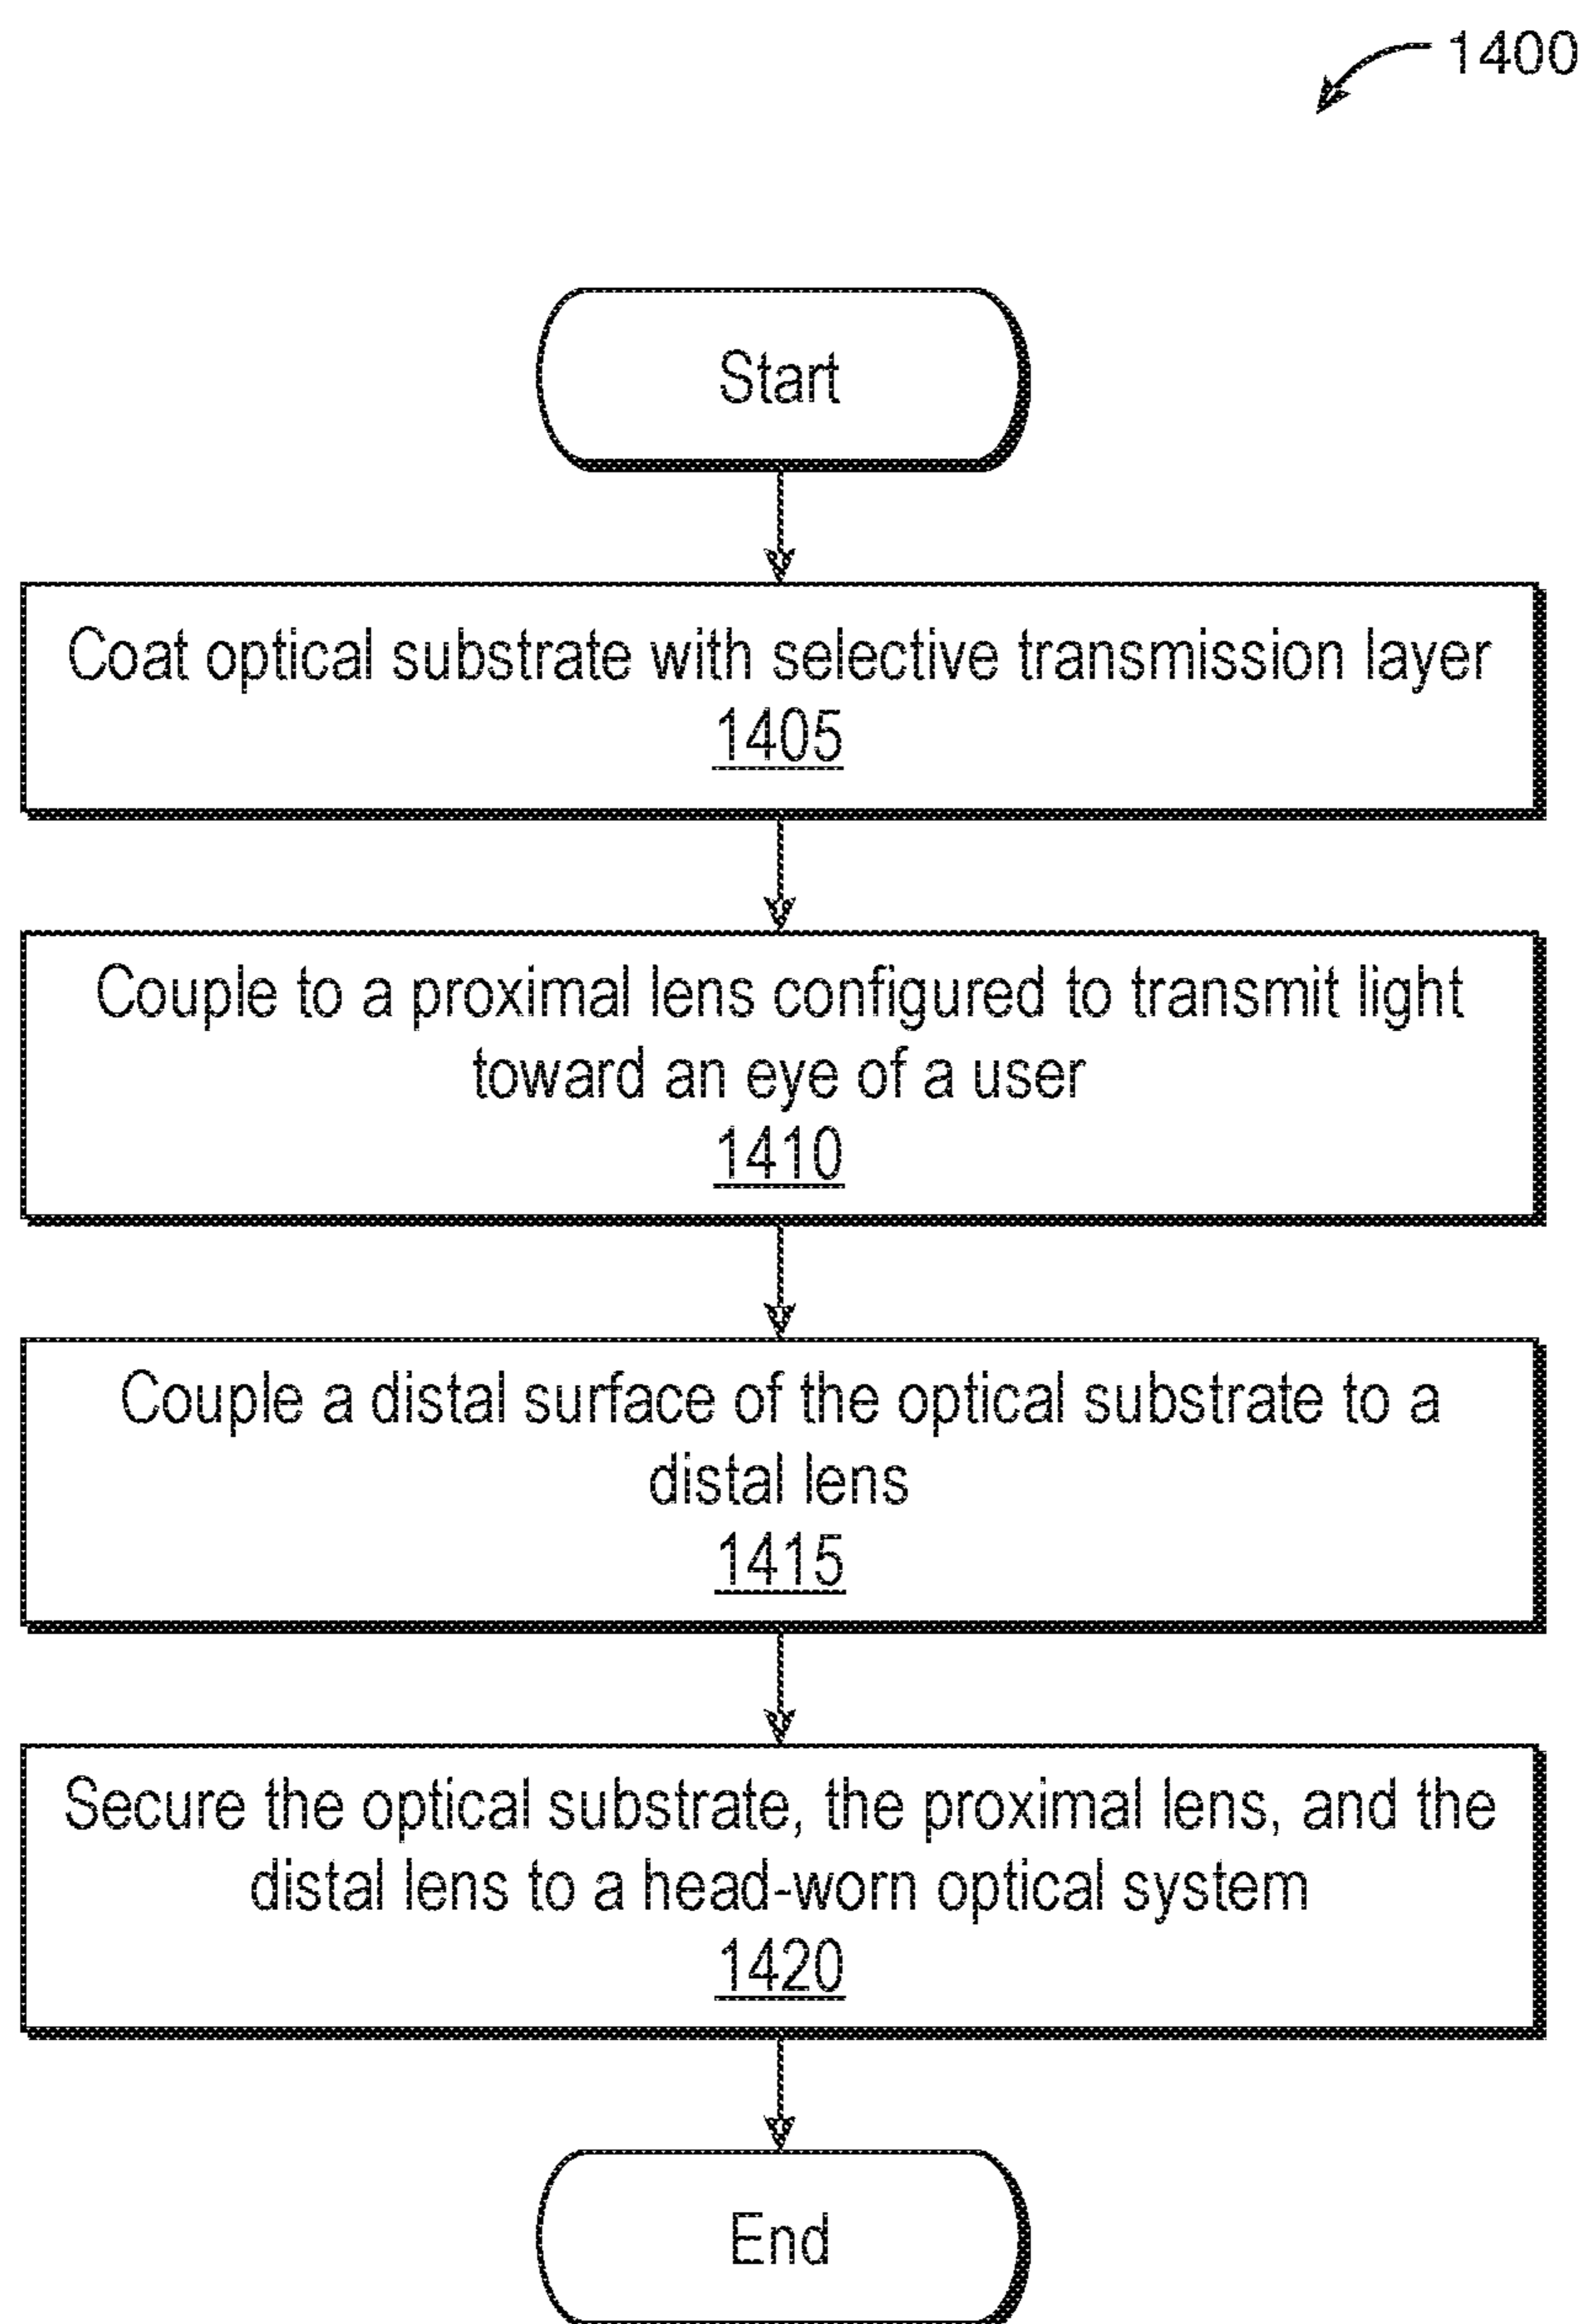 1400
Start
Coat optical substrate with selective transmission layer
1405
Couple to a proximal lens configured to transmit light
toward an eye of a user
1410
Couple a distal surface of the optical substrate to a
distal lens
1415
Secure the optical substrate, the proximal lens, and the
distal lens to a head-worn optical system
1420
End